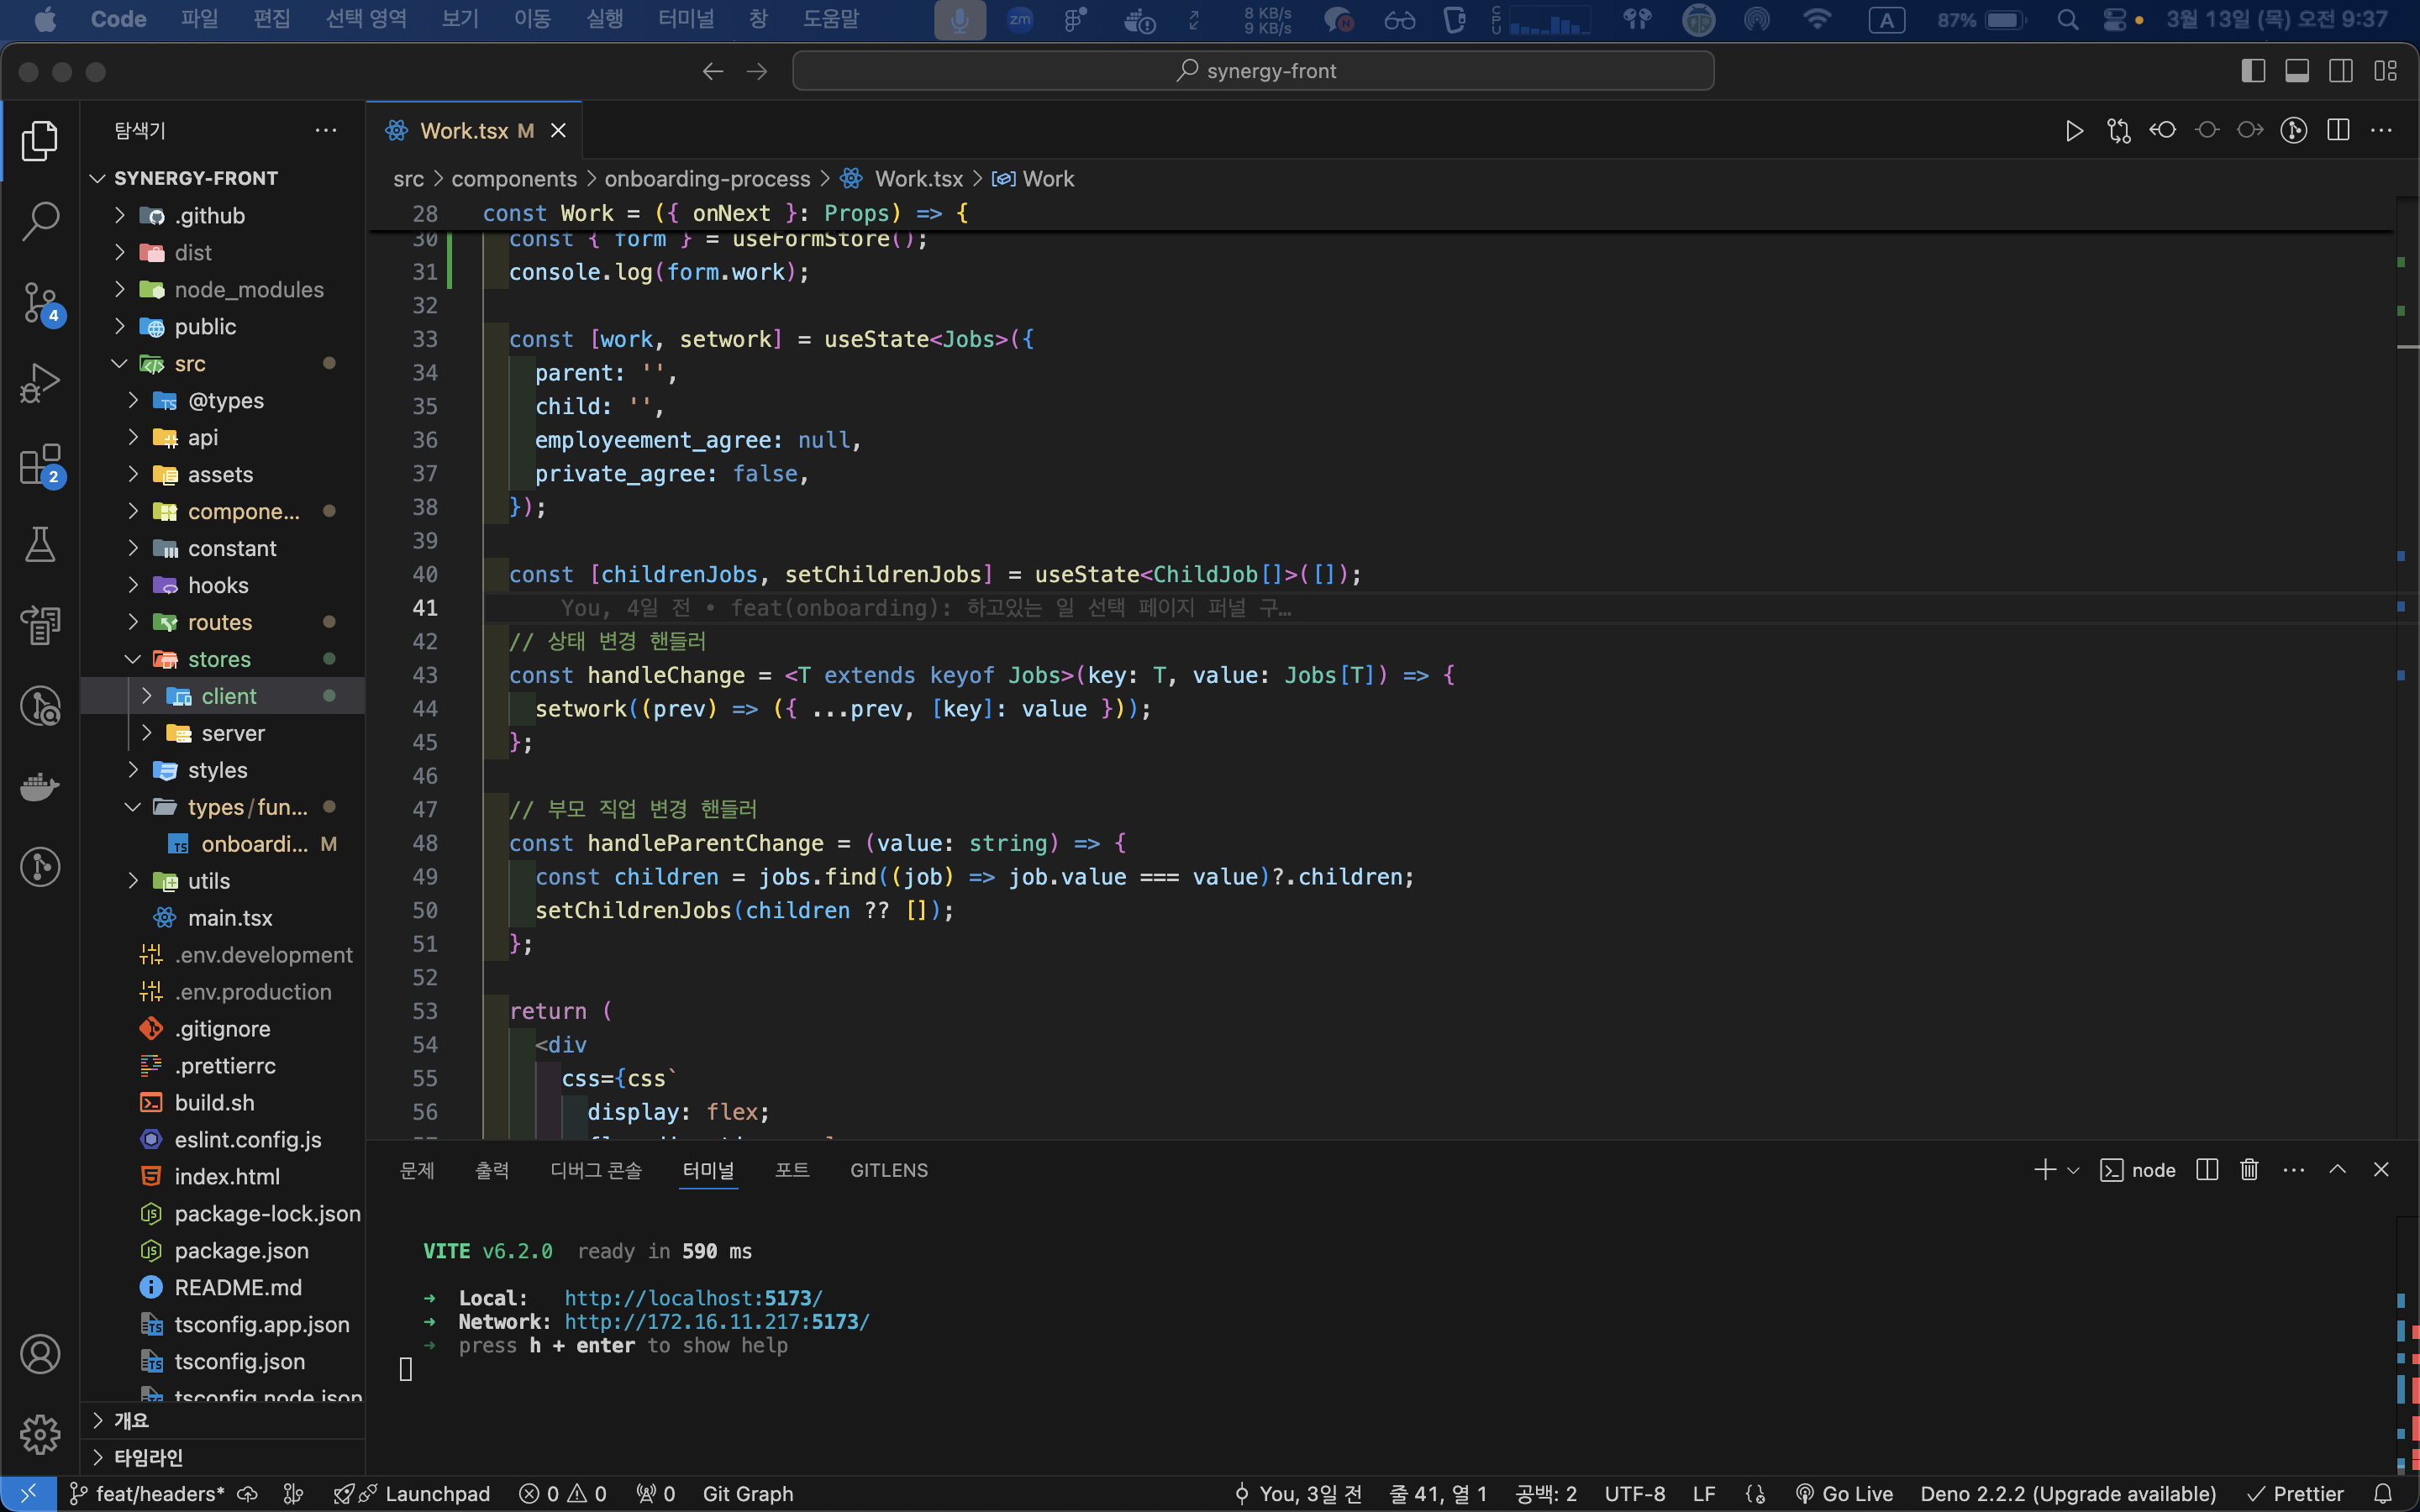 Code 파일 편집 선택 영역 보기 이동 실행 터미널 창 도움말 zm 8 KB/s 9 KB/s CPU A 87% 3월 13일 (목) 오전 9:37
synergy-front
탐색기
SYNERGY-FRONT
.github
dist
node_modules
public
src
@types
api
assets
compone...
constant
hooks
routes
stores
client
server
styles
types/fun...
onboardi... M
utils
main.tsx
.env.development
.env.production
.gitignore
.prettierrc
build.sh
eslint.config.js
index.html
package-lock.json
package.json
README.md
tsconfig.app.json
tsconfig.json
tsconfig.node.json
개요
타임라인
4
2
Work.tsx M
src > components > onboarding-process > Work.tsx > Work
28 const Work = ({ onNext }: Props) => {
30 const { form } = useFormStore();
31 console.log(form.work);
32
33 const [work, setwork] = useState<Jobs>({
34 parent: '',
35 child: '',
36 employeement_agree: null,
37 private_agree: false,
38 });
39
40 const [childrenJobs, setChildrenJobs] = useState<ChildJob[]>([]);
41 You, 4일 전 • feat(onboarding): 하고있는 일 선택 페이지 퍼널 구…
42 // 상태 변경 핸들러
43 const handleChange = <T extends keyof Jobs>(key: T, value: Jobs[T]) => {
44 setwork((prev) => ({ ...prev, [key]: value }));
45 };
46
47 // 부모 직업 변경 핸들러
48 const handleParentChange = (value: string) => {
49 const children = jobs.find((job) => job.value === value)?.children;
50 setChildrenJobs(children ?? []);
51 };
52
53 return (
54 <div
55 css={css`
56 display: flex;
문제 출력 디버그 콘솔 터미널 포트 GITLENS node
VITE v6.2.0 ready in 590 ms
➜ Local: http://localhost:5173/
➜ Network: http://172.16.11.217:5173/
➜ press h + enter to show help
feat/headers* Launchpad 0 0 0 Git Graph You, 3일 전 줄 41, 열 1 공백: 2 UTF-8 LF Go Live Deno 2.2.2 (Upgrade available) Prettier